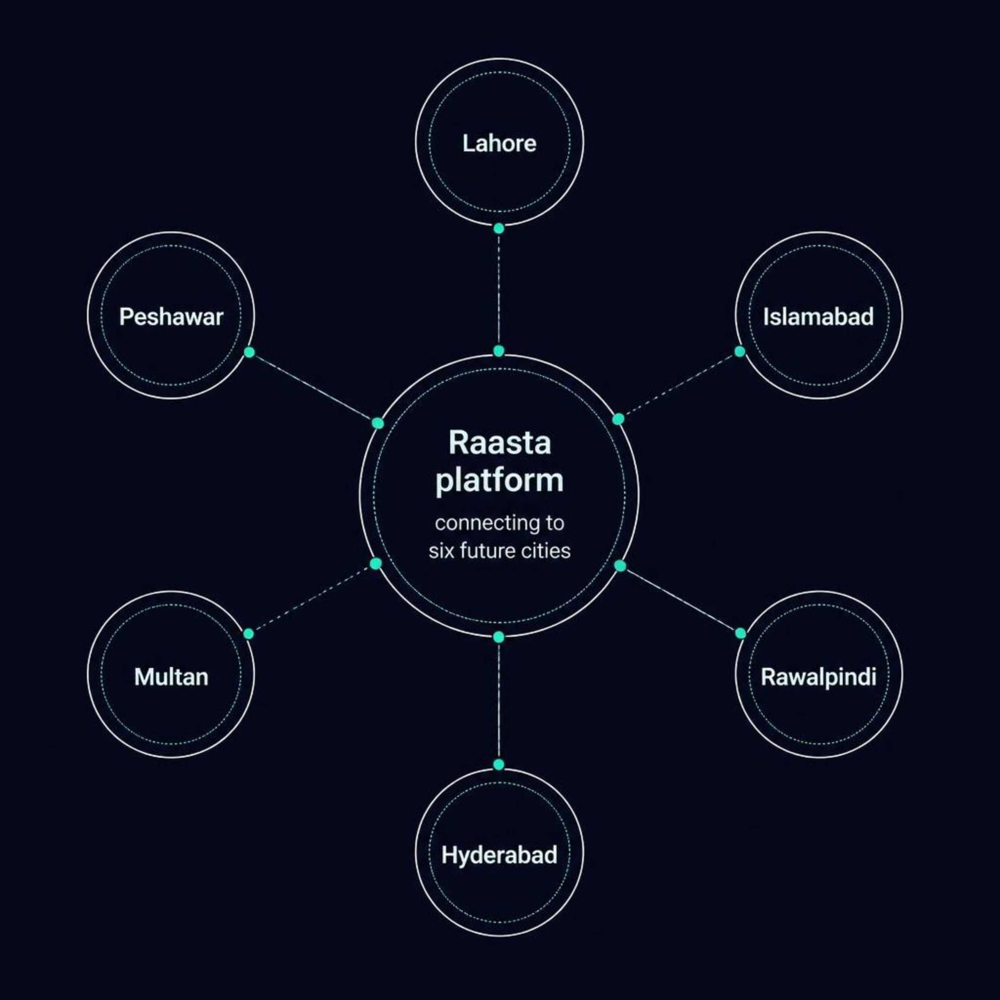 Lahore
Peshawar
Islamabad
Raasta
platform
connecting to
six future cities
Multan
Rawalpindi
Hyderabad